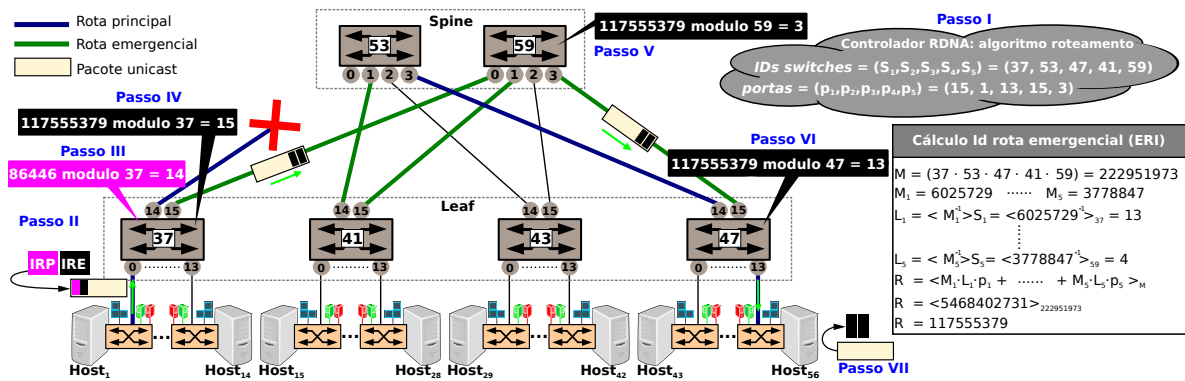 Rota principal
Rota emergencial
Pacote unicast
Spine
53
59
0 1 2 3
0 1 2 3
117555379 modulo 59 = 3
Passo V
Passo I
Controlador RDNA: algoritmo roteamento
IDs switches = (S₁,S₂,S₃,S₄,S₅) = (37, 53, 47, 41, 59)
portas = (p₁,p₂,p₃,p₄,p₅) = (15, 1, 13, 15, 3)
Passo IV
117555379 modulo 37 = 15
Passo III
86446 modulo 37 = 14
Passo VI
117555379 modulo 47 = 13
Passo II
IRP IRE
Leaf
14 15
14 15
14 15
14 15
37
41
43
47
0 ........ 13
0 ........ 13
0 ........ 13
0 ........ 13
...
...
...
...
Host₁ Host₁₄
Host₁₅ Host₂₈
Host₂₉ Host₄₂
Host₄₃ Host₅₆
Passo VII
Cálculo Id rota emergencial (ERI)
M = (37 · 53 · 47 · 41 · 59) = 222951973
M₁ = 6025729 ...... M₅ = 3778847
L₁ = < M₁⁻¹>S₁ = <6025729⁻¹>₃₇ = 13
⋮
L₅ = < M₅⁻¹>S₅ = <3778847⁻¹>₅₉ = 4
R = <M₁·L₁·p₁ + ...... + M₅·L₅·p₅ >M
R = <5468402731>₂₂₂₉₅₁₉₇₃
R = 117555379